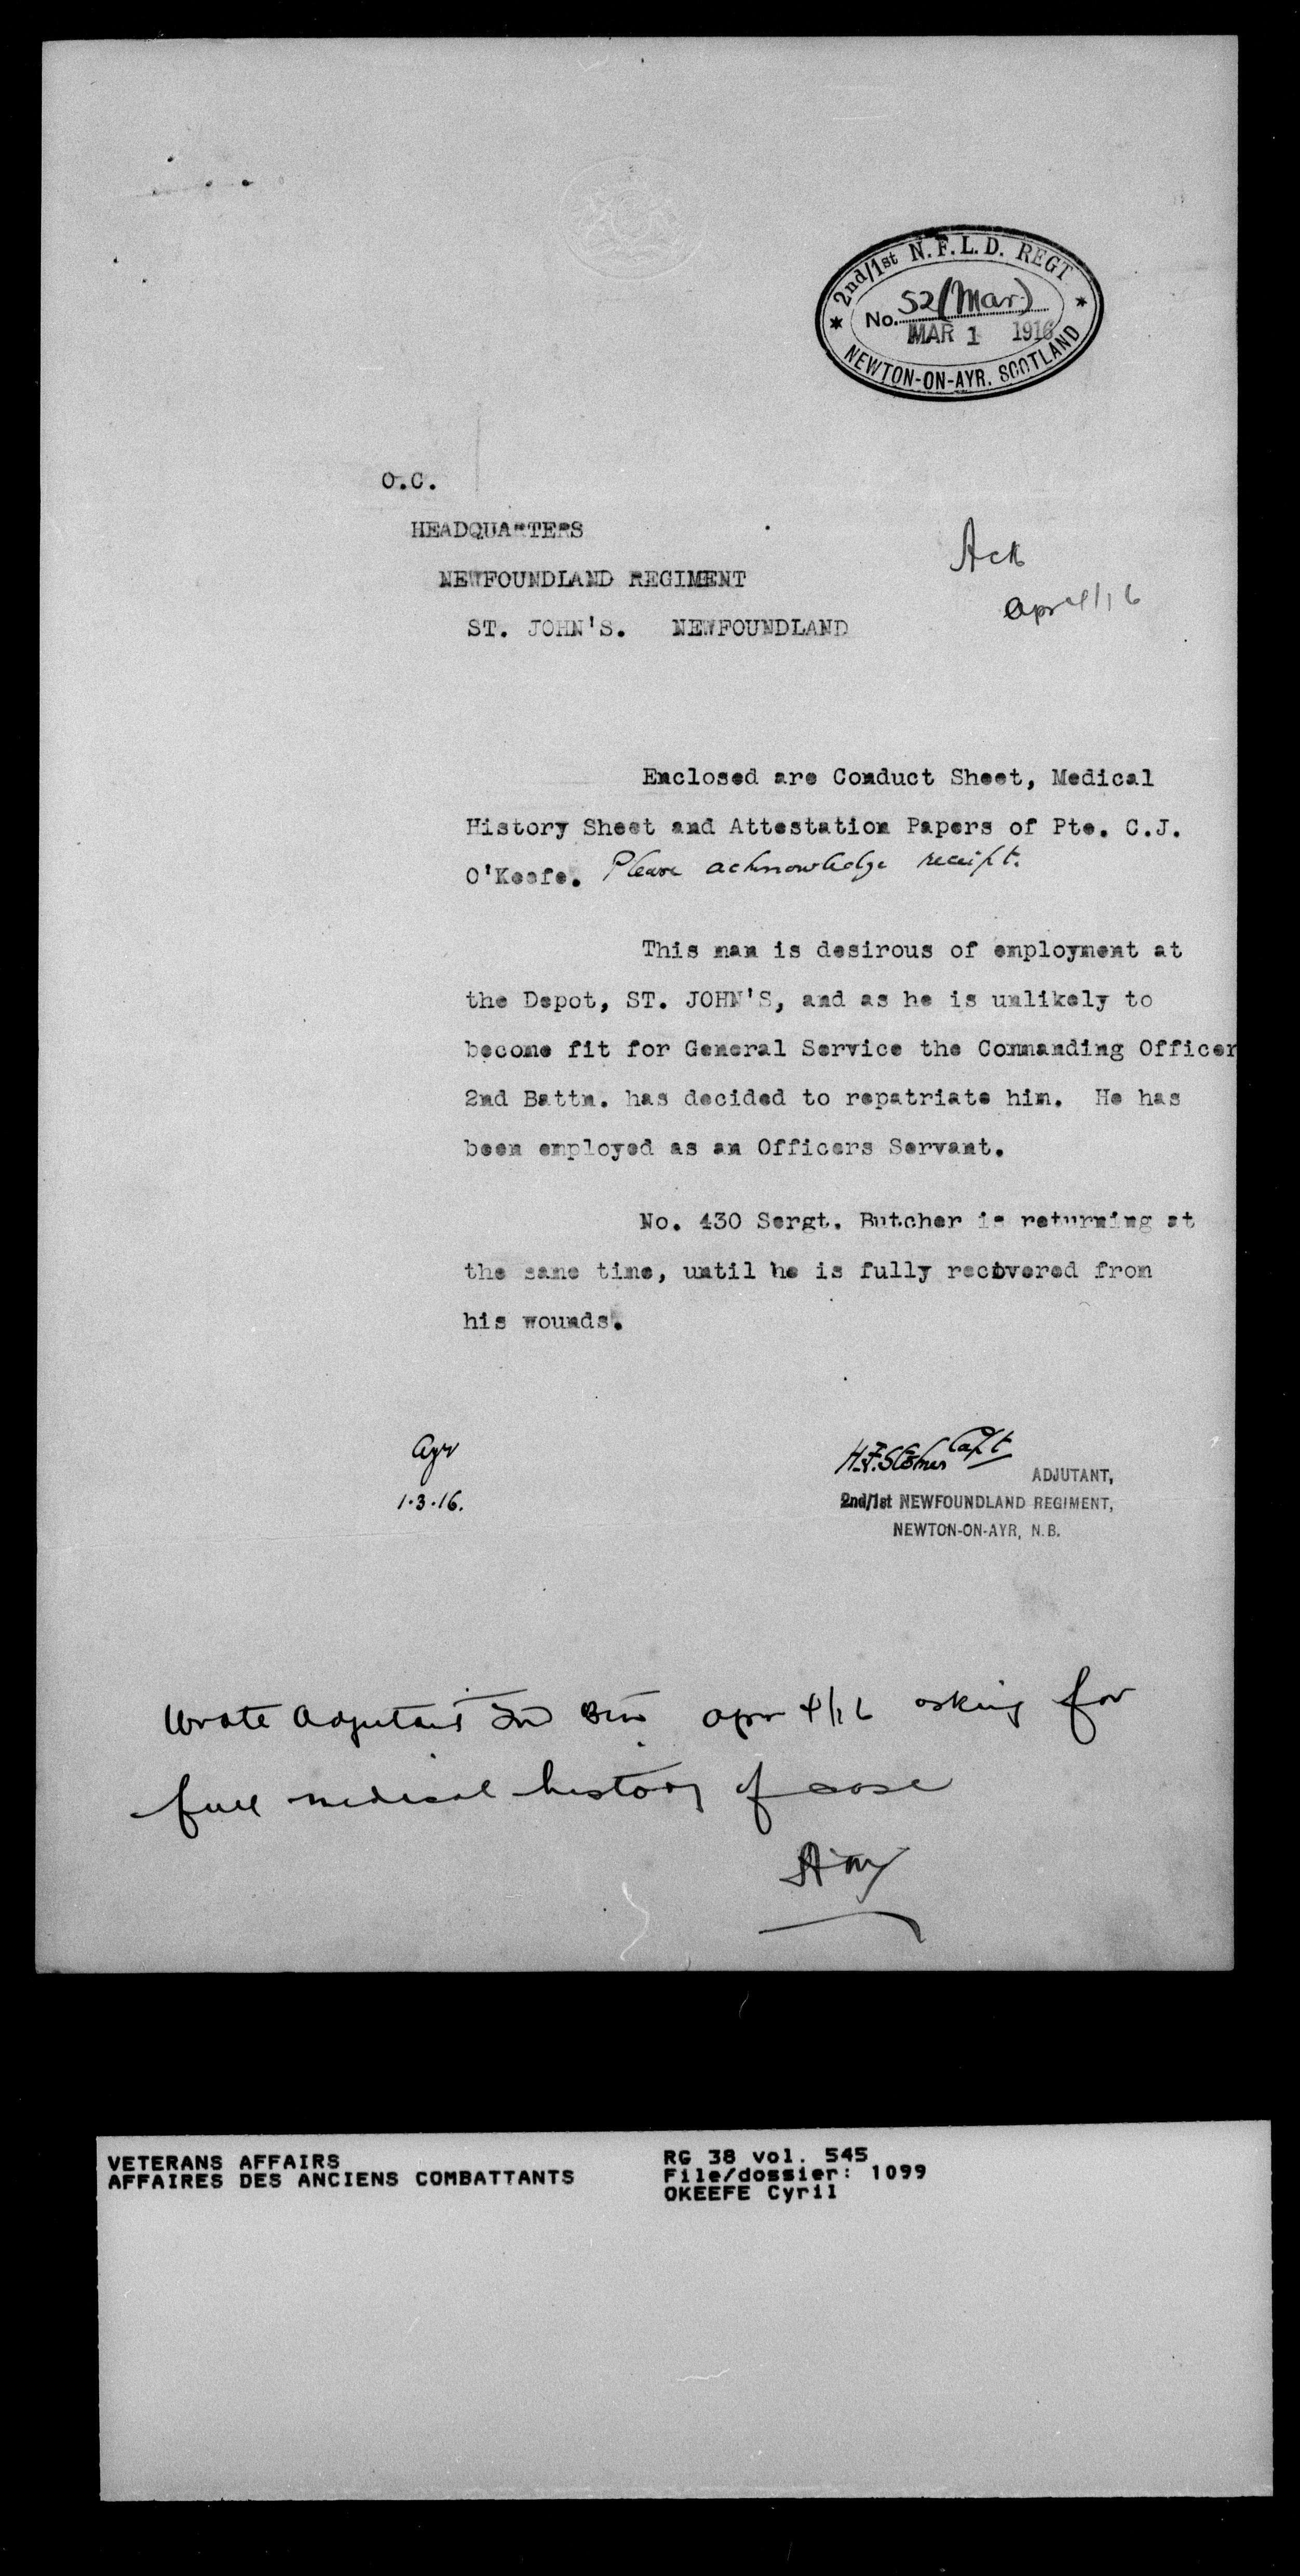 2nd/1st N.F.L.D. REGT
No. 52 (Mar)
MAR 1 1916
NEWTON-ON-AYR. SCOTLAND
O.C.
HEADQUARTERS
NEWFOUNDLAND REGIMENT
ST. JOHN'S. NEWFOUNDLAND
Ack
Apr 4/16
Enclosed are Conduct Sheet, Medical
History Sheet and Attestation Papers of Pte. C.J.
O'Keefe. Please acknowledge receipt.
This man is desirous of employment at
the Depot, ST. JOHN'S, and as he is unlikely to
become fit for General Service the Commanding Officer
2nd Battn. has decided to repatriate him. He has
been employed as an Officers Servant.
No. 430 Sergt. Butcher is returning at
the same time, until he is fully recovered from
his wounds.
Ayr
1.3.16.
Capt
ADJUTANT,
2nd/1st NEWFOUNDLAND REGIMENT,
NEWTON-ON-AYR, N.B.
Wrote Adjutant Apr 4/16 asking for
full medical history of case
VETERANS AFFAIRS
AFFAIRES DES ANCIENS COMBATTANTS
RG 38 vol. 545
File/dossier: 1099
OKEEFE Cyril